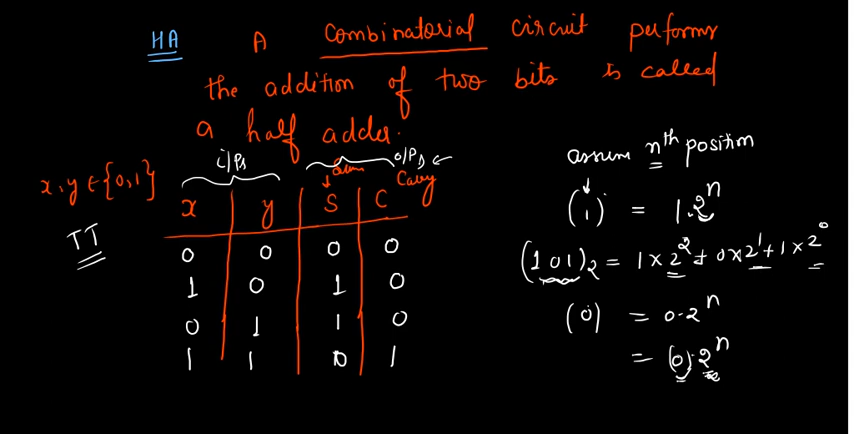 HA A combinatorial circuit performs
the addition of two bits is called
a half adder.
x, y ∈ {0,1}
i/Ps
o/Ps ←
Sum
Carry
x y S C
TT
0 0 0 0
1 0 1 0
0 1 1 0
1 1 0 1
assume nth position
(1) = 1.2^n
(101)2 = 1 x 2^2 + 0x2^1 + 1 x 2^0
(0) = 0.2^n
= (0).2^n